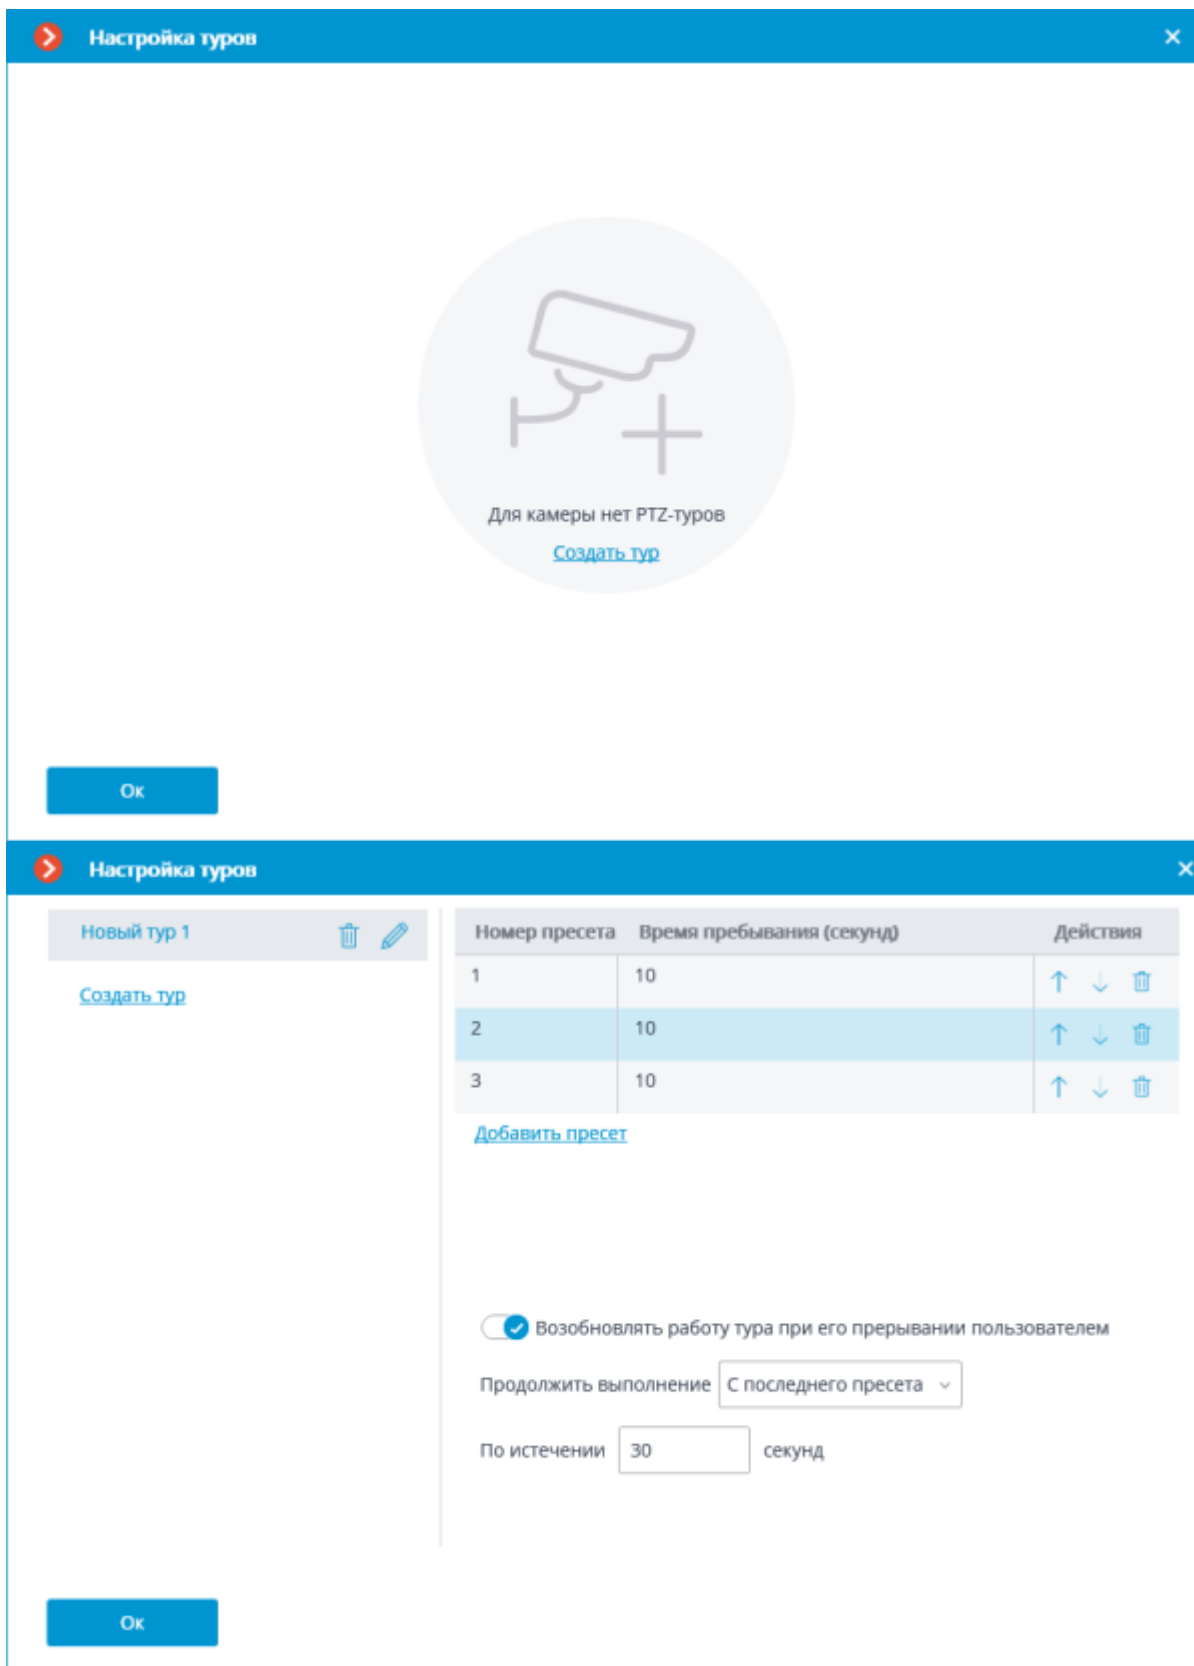 Настройка туров
Для камеры нет PTZ-туров
Создать тур
Ок
Настройка туров
Новый тур 1
Создать тур
Номер пресета Время пребывания (секунд) Действия
1 10
2 10
3 10
Добавить пресет
Возобновлять работу тура при его прерывании пользователем
Продолжить выполнение С последнего пресета
По истечении 30 секунд
Ок